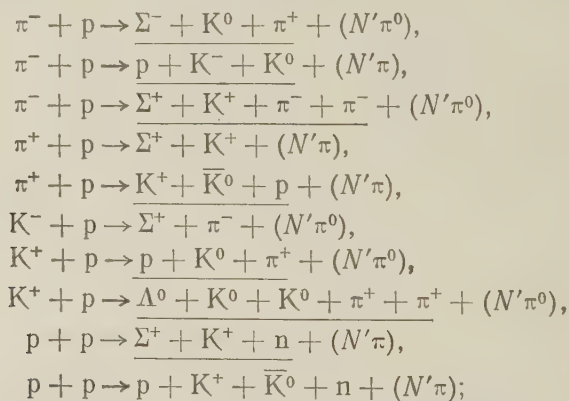 π⁻ + p → Σ⁻ + K⁰ + π⁺ + (N′π⁰),
π⁻ + p → p + K⁻ + K⁰ + (N′π),
π⁻ + p → Σ⁺ + K⁺ + π⁻ + π⁻ + (N′π⁰),
π⁺ + p → Σ⁺ + K⁺ + (N′π),
π⁺ + p → K⁺ + K̅⁰ + p + (N′π),
K⁻ + p → Σ⁺ + π⁻ + (N′π⁰),
K⁺ + p → p + K⁰ + π⁺ + (N′π⁰),
K⁺ + p → Λ⁰ + K⁰ + K⁰ + π⁺ + π⁺ + (N′π⁰),
p + p → Σ⁺ + K⁺ + n + (N′π),
p + p → p + K⁺ + K̅⁰ + n + (N′π);